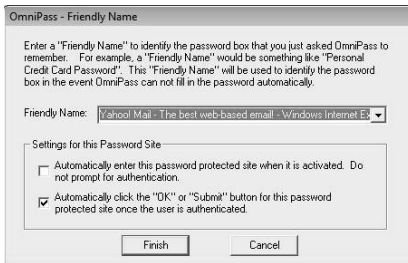 OmniPass - Friendly Name
Enter a "Friendly Name" to identify the password box that you just asked OmniPass to
remember. For example, a "Friendly Name" would be something like "Personal
Credit Card Password". This "Friendly Name" will be used to identify the password
box in the event OmniPass can not fill in the password automatically.
Friendly Name: Yahoo! Mail - The best web-based email! - Windows Internet Ex
Settings for this Password Site
Automatically enter this password protected site when it is activated. Do
not prompt for authentication.
Automatically click the "OK" or "Submit" button for this password
protected site once the user is authenticated.
Finish Cancel